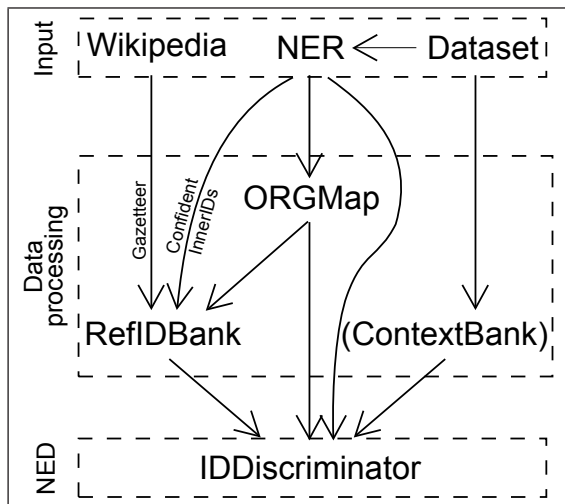 Input
Wikipedia
NER
Dataset
Gazetteer
Confident
InnerIDs
ORGMap
Data
processing
RefIDBank
(ContextBank)
NED
IDDiscriminator